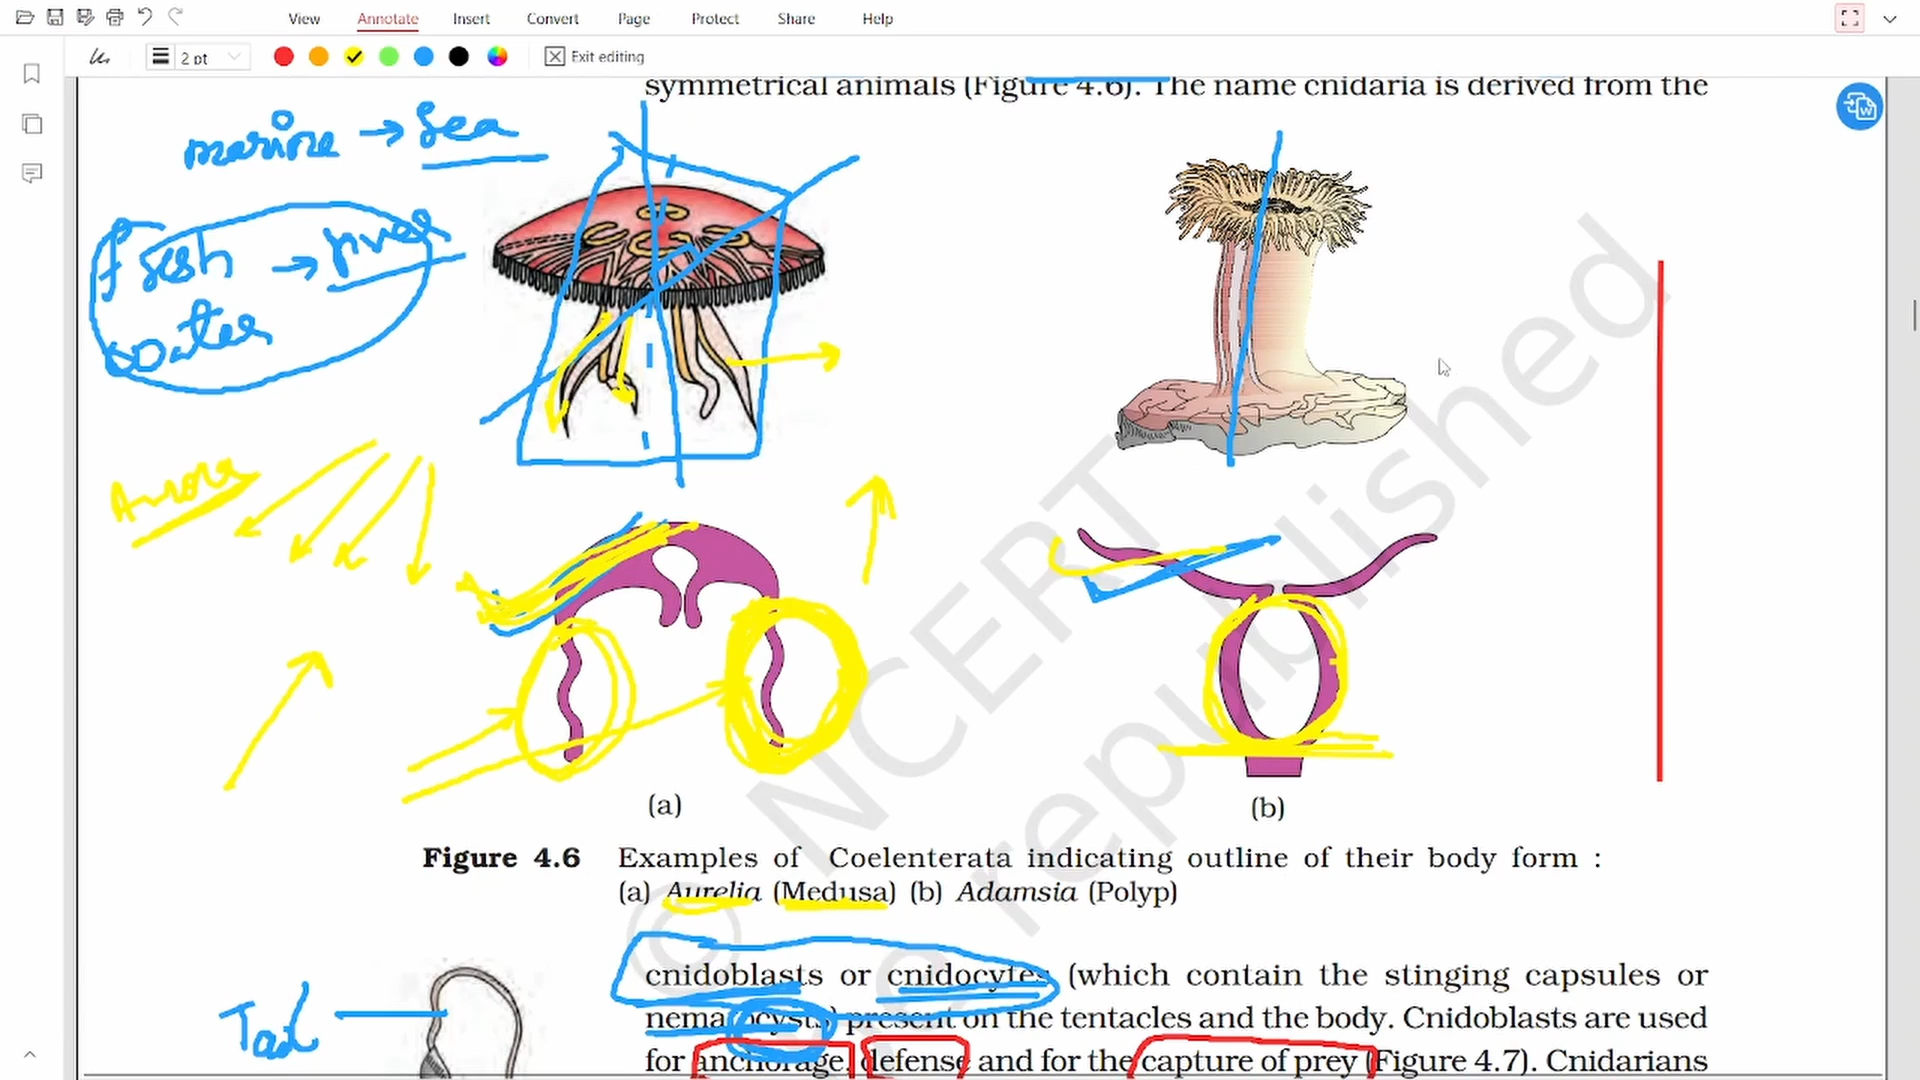 View Annotate Insert Convert Page Protect Share Help
2 pt Exit editing
symmetrical animals (Figure 4.6). The name cnidaria is derived from the
marine → Sea
Fresh → river
water
© NCERT
republished
(a)
(b)
Figure 4.6 Examples of Coelenterata indicating outline of their body form :
(a) Aurelia (Medusa) (b) Adamsia (Polyp)
cnidoblasts or cnidocytes (which contain the stinging capsules or
nematocysts) present on the tentacles and the body. Cnidoblasts are used
for anchorage, defense and for the capture of prey (Figure 4.7). Cnidarians